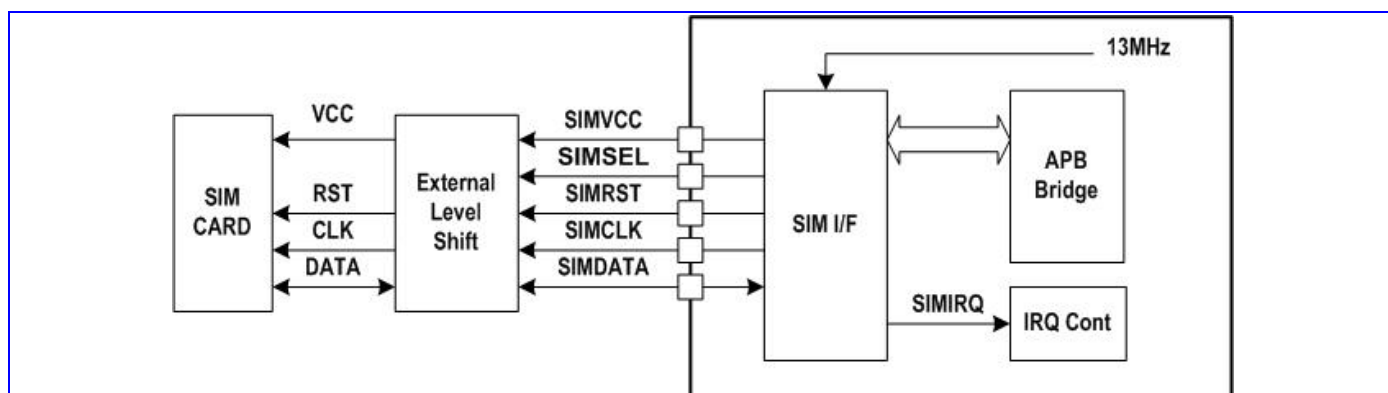 13MHz
VCC
SIMVCC
SIMSEL
RST
SIMRST
CLK
SIMCLK
DATA
SIMDATA
SIM
CARD
External
Level
Shift
SIM I/F
APB
Bridge
SIMIRQ
IRQ Cont